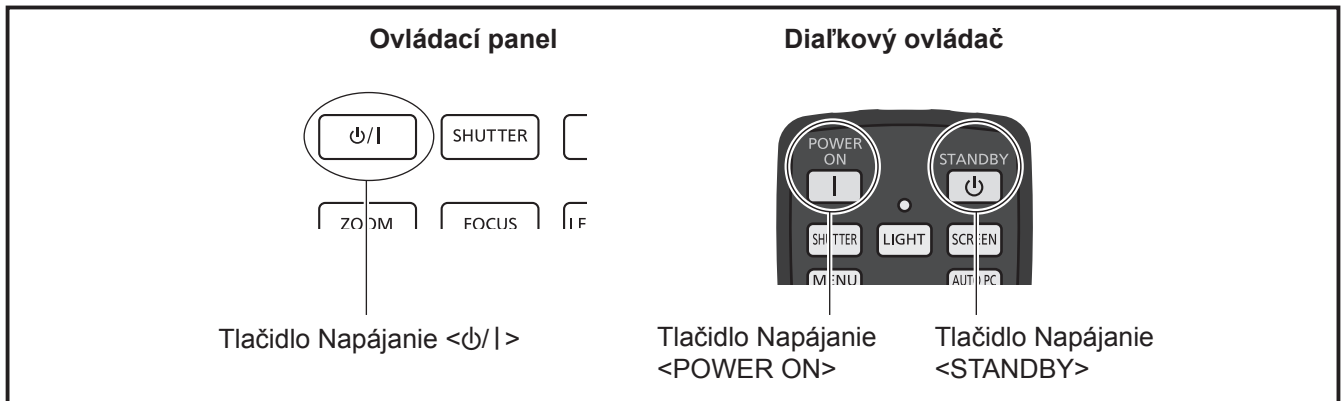 Ovládací panel
Diaľkový ovládač
⏻/|
SHUTTER
ZOOM
FOCUS
POWER
ON
STANDBY
|
⏻
SHUTTER
LIGHT
SCREEN
MENU
AUTO PC
Tlačidlo Napájanie <⏻/|>
Tlačidlo Napájanie
<POWER ON>
Tlačidlo Napájanie
<STANDBY>